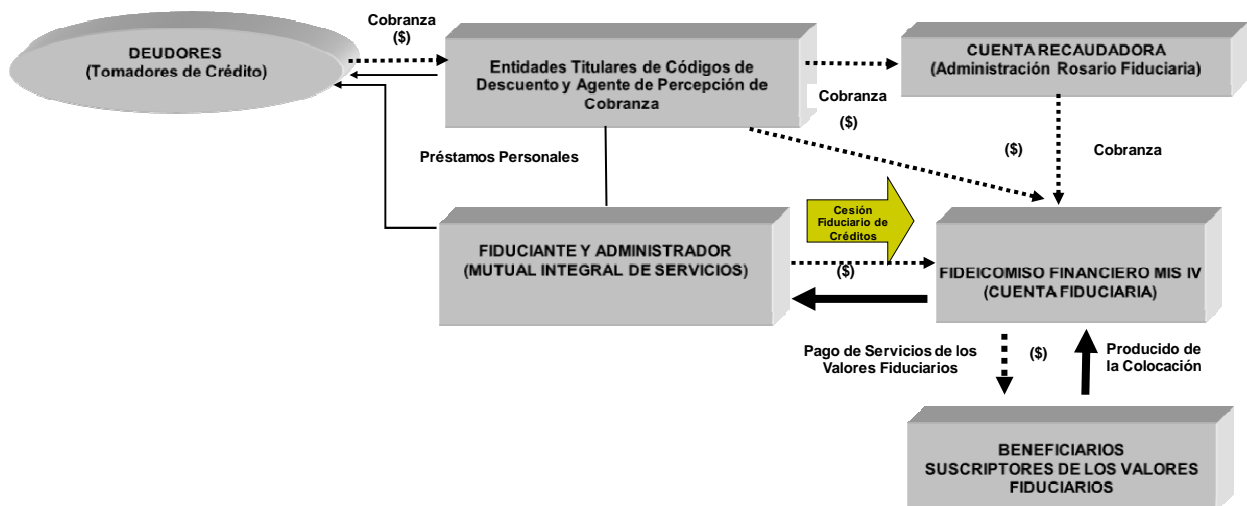 Cobranza
($)
DEUDORES
(Tomadores de Crédito)
Entidades Titulares de Códigos de
Descuento y Agente de Percepción de
Cobranza
CUENTA RECAUDADORA
(Administración Rosario Fiduciaria)
Cobranza
($)
($)
Cobranza
Préstamos Personales
Cesión
Fiduciario de
Créditos
FIDUCIANTE Y ADMINISTRADOR
(MUTUAL INTEGRAL DE SERVICIOS)
($)
FIDEICOMISO FINANCIERO MIS IV
(CUENTA FIDUCIARIA)
Pago de Servicios de los
Valores Fiduciarios
($)
Producido de
la Colocación
BENEFICIARIOS
SUSCRIPTORES DE LOS VALORES
FIDUCIARIOS